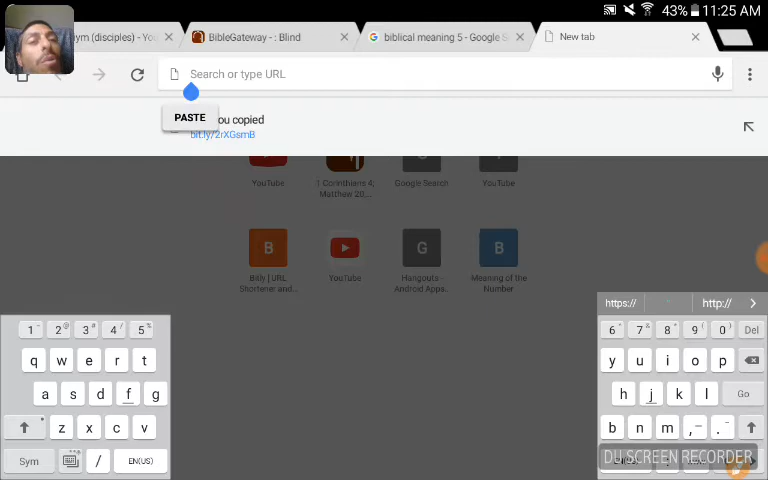 43% 11:25 AM
ym (disciples) - You
BibleGateway - : Blind
biblical meaning 5 - Google S
New tab
Search or type URL
PASTE
ou copied
bit.ly/2rXGsmB
YouTube
1 Corinthians 4;
Matthew 20,...
Google Search
YouTube
B
G
B
Bitly | URL
Shortener and...
YouTube
Hangouts -
Android Apps..
Meaning of the
Number
https://
http://
1 2@ 3# 4/ 5%
6^ 7& 8* 9( 0) Del
q w e r t
y u i o p
a s d f g
h j k l Go
z x c v
b n m
Sym / EN(US)
DU SCREEN RECORDER